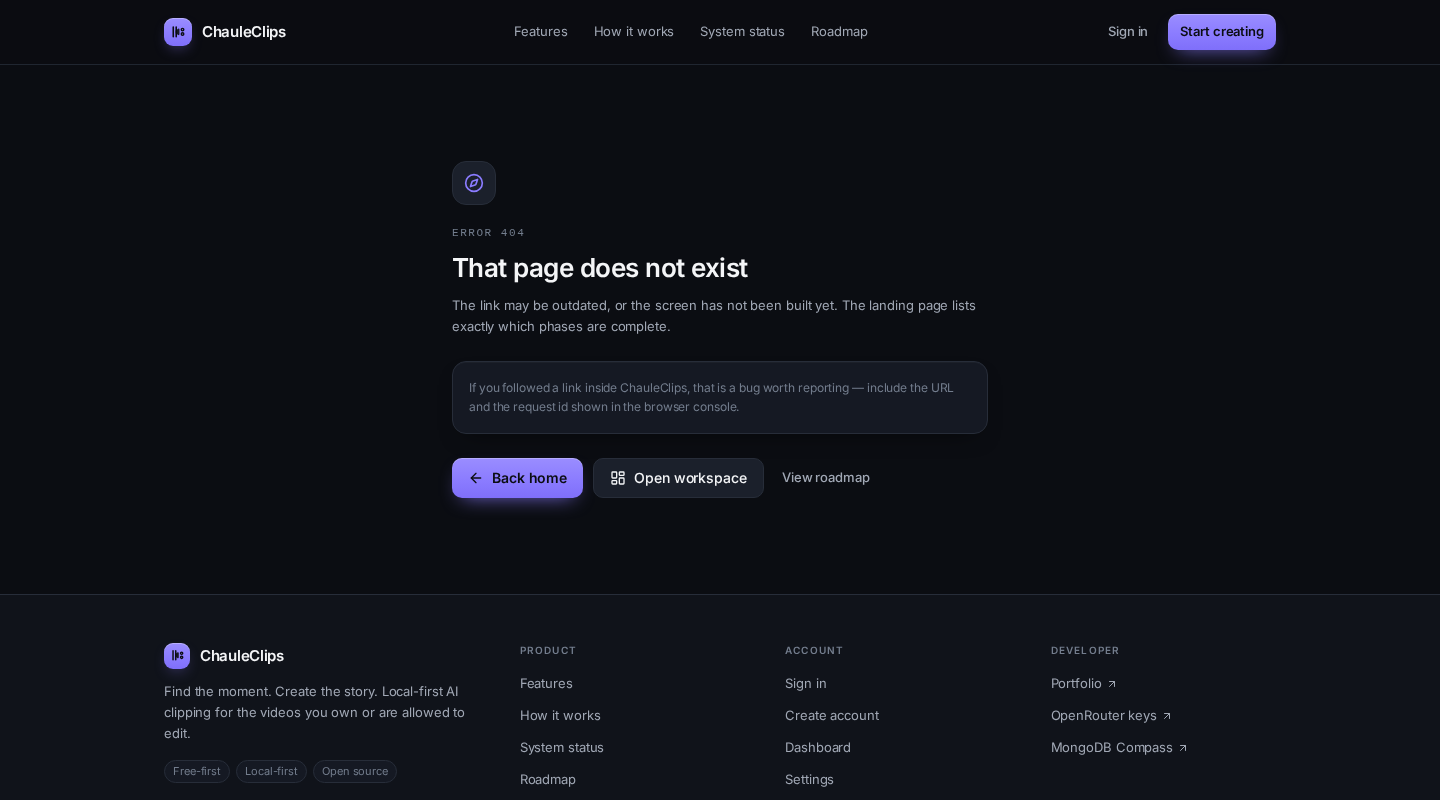 ChauleClips
Features
How it works
System status
Roadmap
Sign in
Start creating
ERROR 404
That page does not exist
The link may be outdated, or the screen has not been built yet. The landing page lists
exactly which phases are complete.
If you followed a link inside ChauleClips, that is a bug worth reporting — include the URL
and the request id shown in the browser console.
Back home
Open workspace
View roadmap
ChauleClips
Find the moment. Create the story. Local-first AI
clipping for the videos you own or are allowed to
edit.
Free-first
Local-first
Open source
PRODUCT
Features
How it works
System status
Roadmap
ACCOUNT
Sign in
Create account
Dashboard
Settings
DEVELOPER
Portfolio
OpenRouter keys
MongoDB Compass